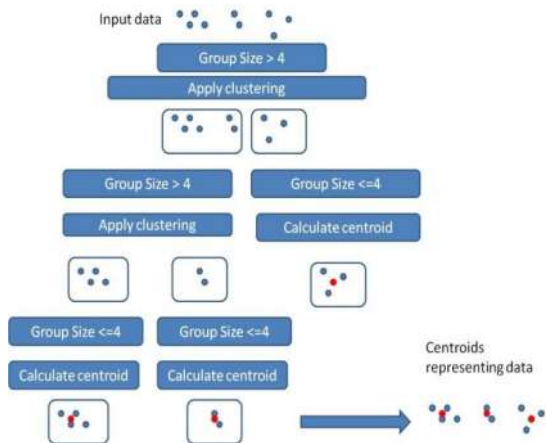 Input data
Group Size > 4
Apply clustering
Group Size > 4
Group Size <=4
Apply clustering
Calculate centroid
Group Size <=4
Group Size <=4
Calculate centroid
Calculate centroid
Centroids
representing data